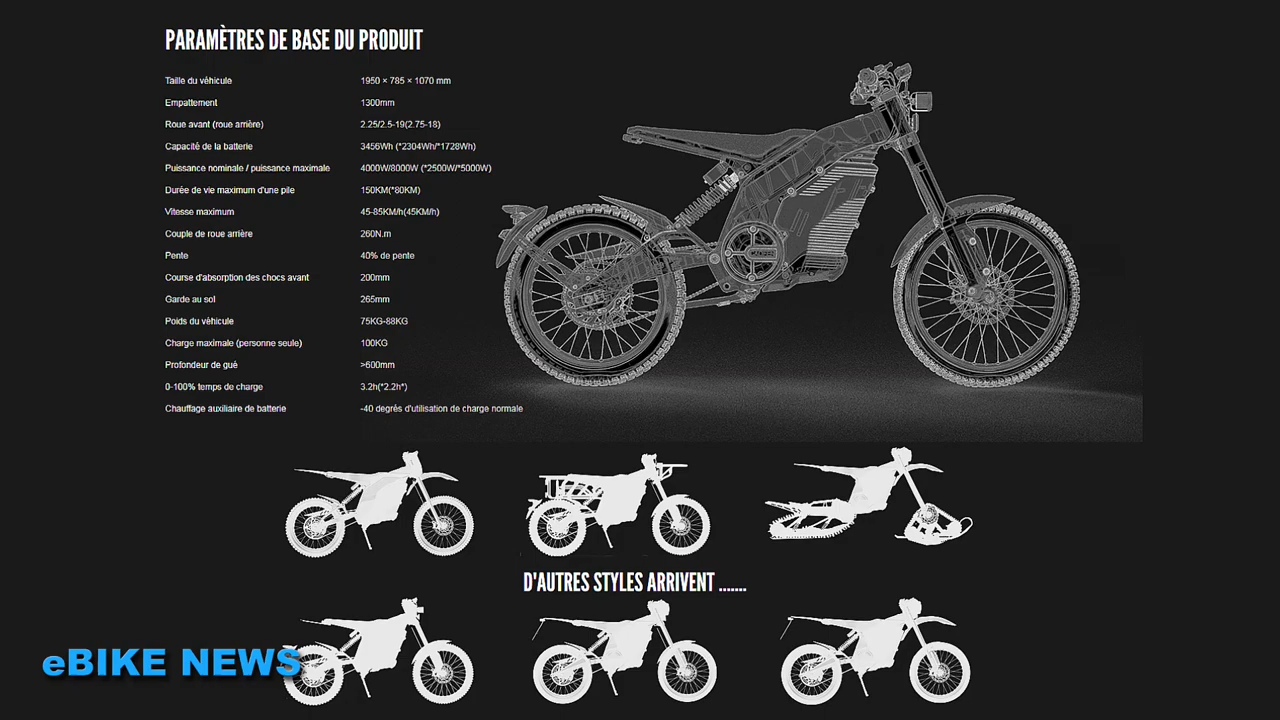 PARAMÈTRES DE BASE DU PRODUIT
Taille du véhicule 1950 × 785 × 1070 mm
Empattement 1300mm
Roue avant (roue arrière) 2.25/2.5-19(2.75-18)
Capacité de la batterie 3456Wh (*2304Wh/*1728Wh)
Puissance nominale / puissance maximale 4000W/8000W (*2500W/*5000W)
Durée de vie maximum d'une pile 150KM(*80KM)
Vitesse maximum 45-85KM/h(45KM/h)
Couple de roue arrière 260N.m
Pente 40% de pente
Course d'absorption des chocs avant 200mm
Garde au sol 265mm
Poids du véhicule 75KG-88KG
Charge maximale (personne seule) 100KG
Profondeur de gué >600mm
0-100% temps de charge 3.2h(*2.2h*)
Chauffage auxiliaire de batterie -40 degrés d'utilisation de charge normale
D'AUTRES STYLES ARRIVENT .......
eBIKE NEWS